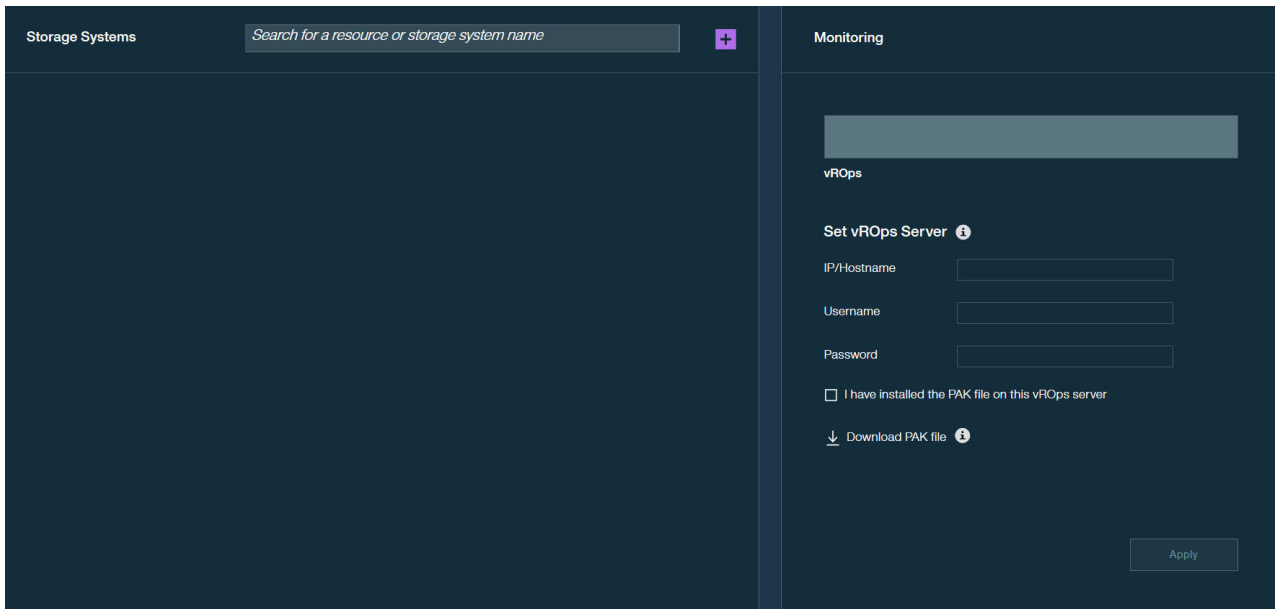 Storage Systems
Search for a resource or storage system name
Monitoring
vROps
Set vROps Server
IP/Hostname
Username
Password
I have installed the PAK file on this vROps server
Download PAK file
Apply